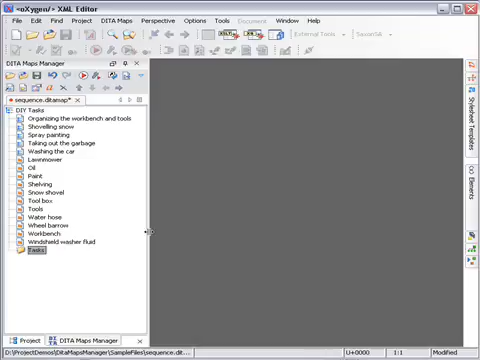 <oXygen/> XML Editor
File Edit Find Project DITA Maps Perspective Options Tools Document Window Help
External Tools SaxonSA
DITA Maps Manager
sequence.ditamap*
DIY Tasks
Organizing the workbench and tools
Shovelling snow
Spray painting
Taking out the garbage
Washing the car
Lawnmower
Oil
Paint
Shelving
Snow shovel
Tool box
Tools
Water hose
Wheel barrow
Workbench
Windshield washer fluid
Tasks
Stylesheet Templates
Elements
Project DITA Maps Manager
D:\ProjectDemos\DitaMapsManager\SampleFiles\sequence.dit... U+0000 1:1 Modified